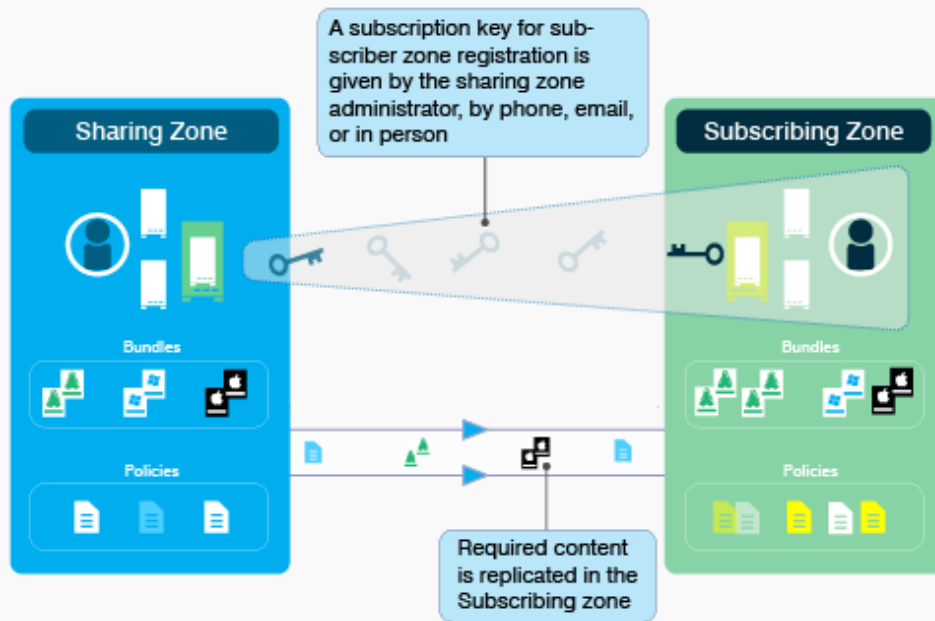 A subscription key for sub-
scriber zone registration is
given by the sharing zone
administrator, by phone, email,
or in person
Sharing Zone
Subscribing Zone
Bundles
Bundles
Policies
Policies
Required content
is replicated in the
Subscribing zone